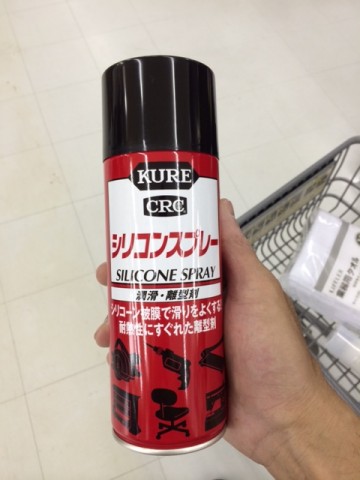 KURE
CRC
シリコンスプレー
SILICONE SPRAY
潤滑・離型剤
シリコーン被膜で滑りをよくする!
耐熱性にすぐれた離型剤